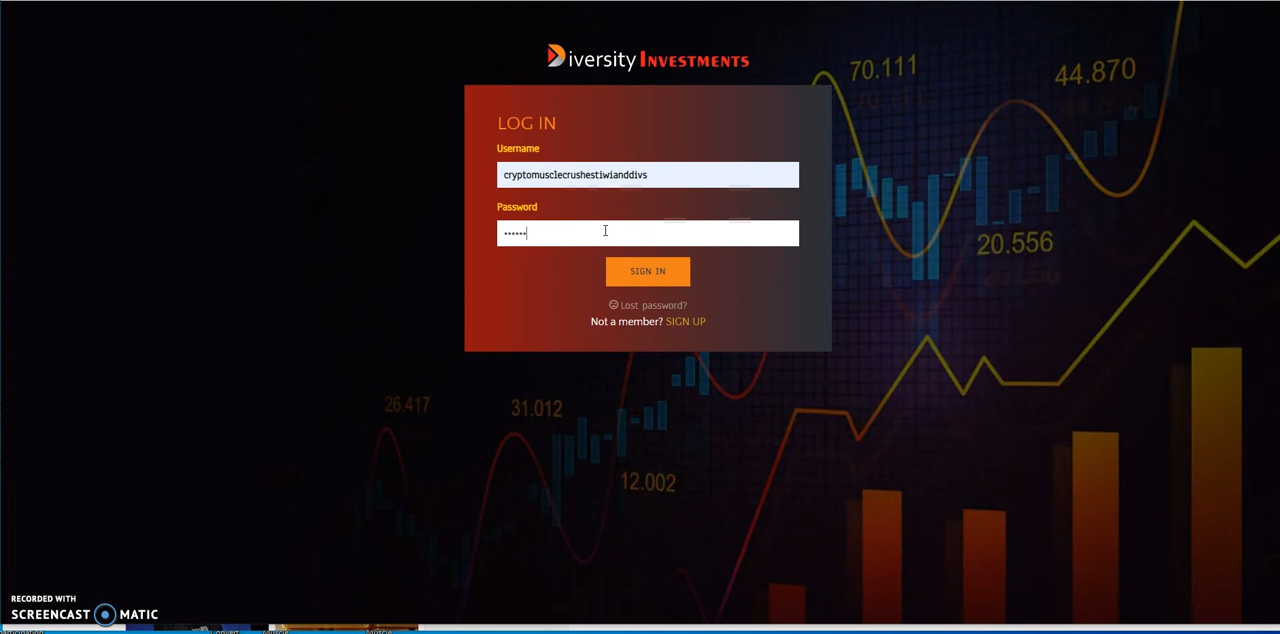 Diversity INVESTMENTS
70.111
44.870
LOG IN
Username
cryptomusclecrushestiwianddivs
Password
••••••
20.556
SIGN IN
Lost password?
Not a member? SIGN UP
26.417
31.012
12.002
RECORDED WITH
SCREENCAST MATIC